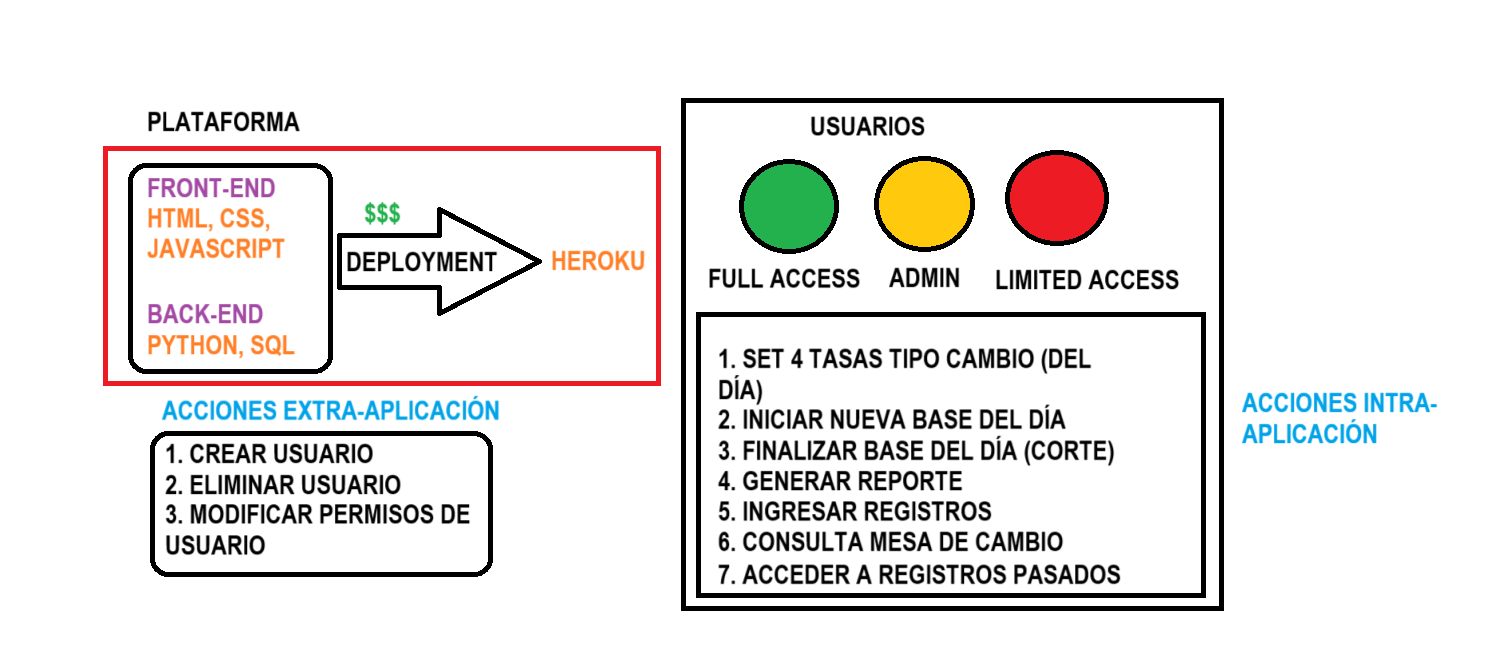 PLATAFORMA
FRONT-END
HTML, CSS,
JAVASCRIPT
BACK-END
PYTHON, SQL
$$$
DEPLOYMENT
HEROKU
ACCIONES EXTRA-APLICACIÓN
1. CREAR USUARIO
2. ELIMINAR USUARIO
3. MODIFICAR PERMISOS DE
USUARIO
USUARIOS
FULL ACCESS
ADMIN
LIMITED ACCESS
1. SET 4 TASAS TIPO CAMBIO (DEL
DÍA)
2. INICIAR NUEVA BASE DEL DÍA
3. FINALIZAR BASE DEL DÍA (CORTE)
4. GENERAR REPORTE
5. INGRESAR REGISTROS
6. CONSULTA MESA DE CAMBIO
7. ACCEDER A REGISTROS PASADOS
ACCIONES INTRA-
APLICACIÓN